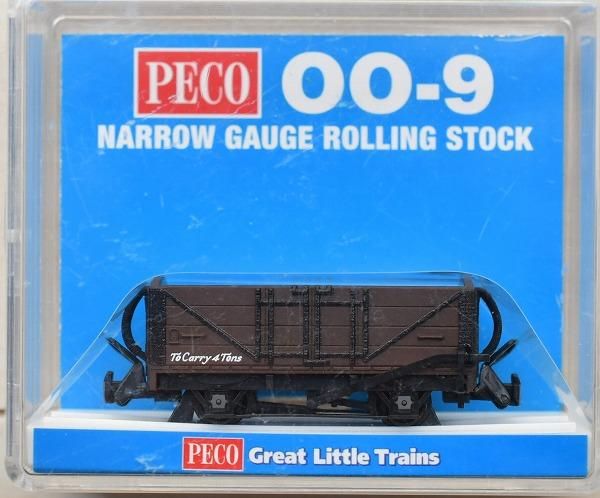 PECO OO-9
NARROW GAUGE ROLLING STOCK
To Carry 4 Tons
PECO Great Little Trains